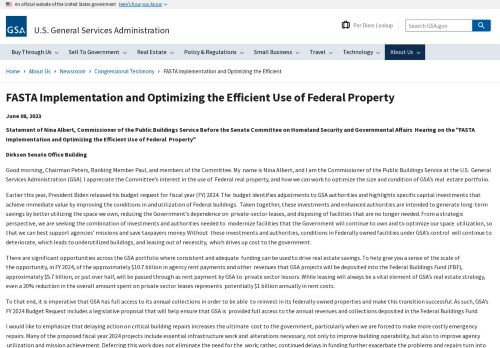 An official website of the United States government Here's how you know
GSA
U.S. General Services Administration
Per Diem Lookup
Search GSA.gov
Buy Through Us
Sell To Government
Real Estate
Policy & Regulations
Small Business
Travel
Technology
About Us
Home › About Us › Newsroom › Congressional Testimony › FASTA Implementation and Optimizing the Efficient
FASTA Implementation and Optimizing the Efficient Use of Federal Property
June 08, 2023
Statement of Nina Albert, Commissioner of the Public Buildings Service Before the Senate Committee on Homeland Security and Governmental Affairs Hearing on the "FASTA
Implementation and Optimizing the Efficient Use of Federal Property"
Dirksen Senate Office Building
Good morning, Chairman Peters, Ranking Member Paul, and members of the Committee. My name is Nina Albert, and I am the Commissioner of the Public Buildings Service at the U.S. General
Services Administration (GSA). I appreciate the Committee's interest in the use of Federal real property, and how we can work to optimize the size and condition of GSA's real estate portfolio.
Earlier this year, President Biden released his budget request for fiscal year (FY) 2024. The budget identifies adjustments to GSA authorities and highlights specific capital investments that
achieve immediate value by improving the conditions in and utilization of Federal buildings. Taken together, these investments and enhanced authorities are intended to generate long-term
savings by better utilizing the space we own, reducing the Government's dependence on private-sector leases, and disposing of facilities that are no longer needed. From a strategic
perspective, we are seeking the combination of investments and authorities needed to modernize facilities that the Government will continue to own and to optimize our space utilization, so
that we can best support agencies' missions and save taxpayers money. Without these investments and authorities, conditions in Federally owned facilities under GSA's control will continue to
deteriorate, which leads to underutilized buildings, and leasing out of necessity, which drives up cost to the government.
There are significant opportunities across the GSA portfolio where consistent and adequate funding can be used to drive real estate savings. To help give you a sense of the scale of
the opportunity, in FY 2024, of the approximately $10.7 billion in agency rent payments and other revenues that GSA projects will be deposited into the Federal Buildings Fund (FBF),
approximately $5.7 billion, or just over half, will be passed through as rent payment by GSA to private sector lessors. While leasing will always be a vital element of GSA's real estate strategy,
even a 20% reduction in the overall amount spent on private sector leases represents potentially $1 billion annually in rent costs.
To that end, it is imperative that GSA has full access to its annual collections in order to be able to reinvest in its federally owned properties and make this transition successful. As such, GSA's
FY 2024 Budget Request includes a legislative proposal that will help ensure that GSA is provided full access to the annual revenues and collections deposited in the Federal Buildings Fund
I would like to emphasize that delaying action on critical building repairs increases the ultimate cost to the government, particularly when we are forced to make more costly emergency
repairs. Many of the proposed fiscal year 2024 projects include essential infrastructure work and alterations necessary, not only to improve building operability, but also to improve agency
utilization and mission achievement. Deferring this work does not eliminate the need for the work; rather, continued delays in funding further exacerbate the problems and repairs turn into